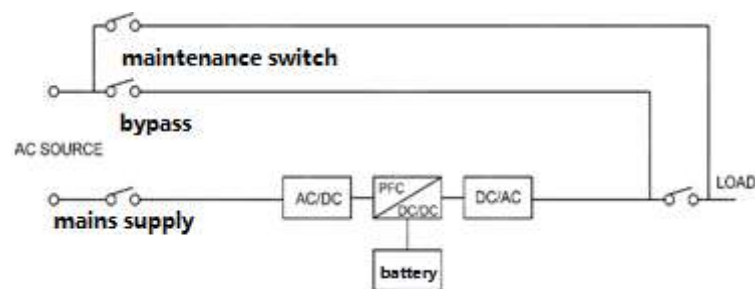 maintenance switch
bypass
AC SOURCE
mains supply
AC/DC
PFC
DC/DC
DC/AC
LOAD
battery